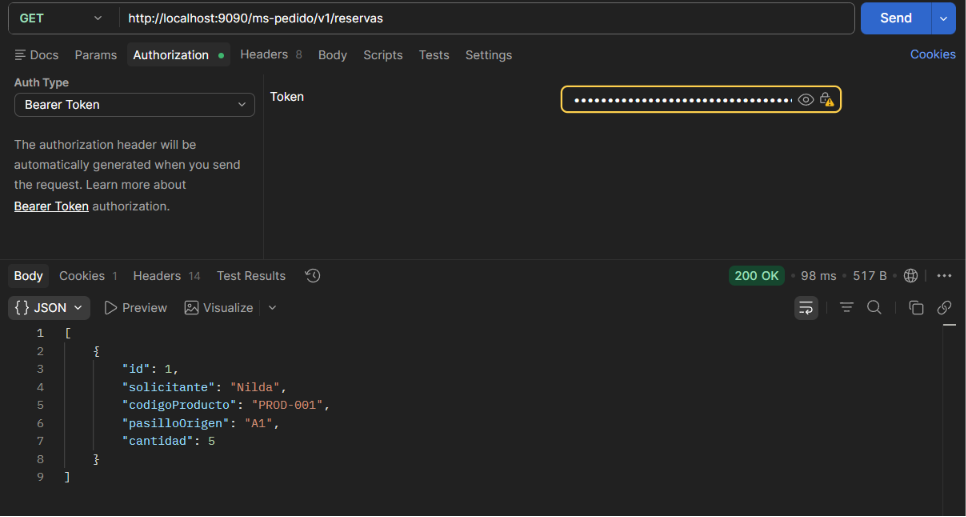 GET http://localhost:9090/ms-pedido/v1/reservas Send
Docs Params Authorization Headers 8 Body Scripts Tests Settings Cookies
Auth Type
Bearer Token
Token
The authorization header will be
automatically generated when you send
the request. Learn more about
Bearer Token authorization.
Body Cookies 1 Headers 14 Test Results 200 OK • 98 ms • 517 B
{} JSON Preview Visualize
1 [
2 {
3 "id": 1,
4 "solicitante": "Nilda",
5 "codigoProducto": "PROD-001",
6 "pasilloOrigen": "A1",
7 "cantidad": 5
8 }
9 ]